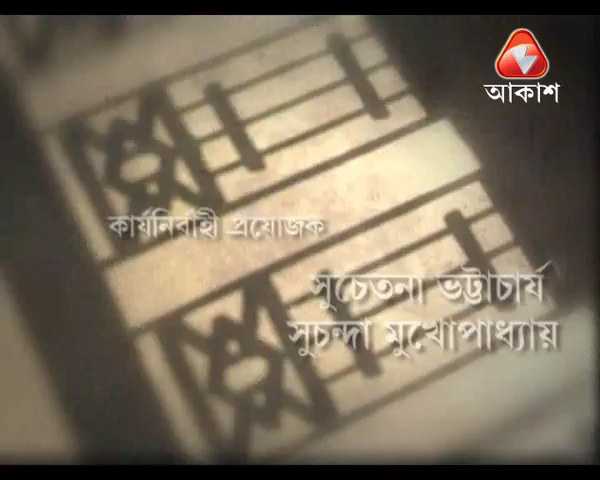 আকাশ
কার্যনির্বাহী প্রযোজক
সুচেতনা ভট্টাচার্য
সুচন্দা মুখোপাধ্যায়